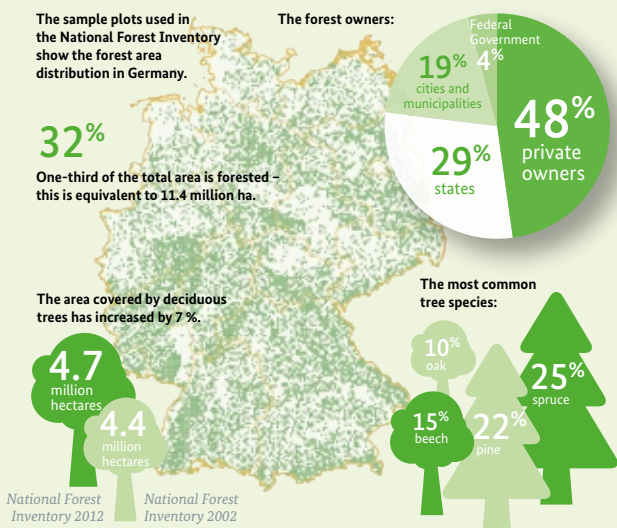 The sample plots used in
the National Forest Inventory
show the forest area
distribution in Germany.
32%
One-third of the total area is forested –
this is equivalent to 11.4 million ha.
The forest owners:
Federal
Government
4%
19%
cities and
municipalities
48%
private
owners
29%
states
The area covered by deciduous
trees has increased by 7 %.
4.7
million
hectares
4.4
million
hectares
National Forest
Inventory 2012
National Forest
Inventory 2002
The most common
tree species:
10%
oak
15%
beech
22%
pine
25%
spruce